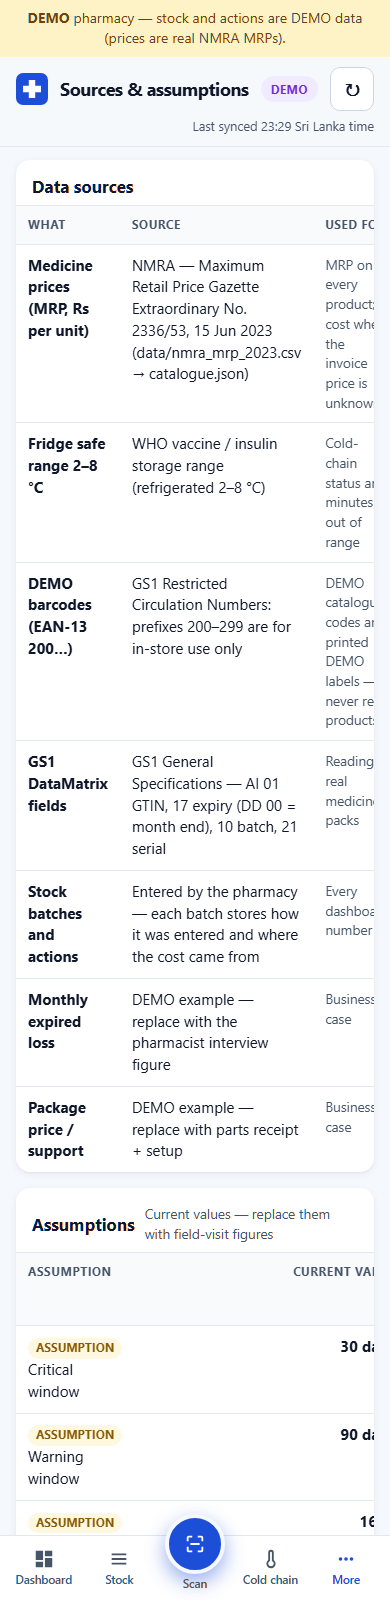 DEMO pharmacy — stock and actions are DEMO data
(prices are real NMRA MRPs).
Sources & assumptions DEMO ↻
Last synced 23:29 Sri Lanka time
Data sources
WHAT SOURCE USED FO
Medicine
prices
(MRP, Rs
per unit)
NMRA — Maximum
Retail Price Gazette
Extraordinary No.
2336/53, 15 Jun 2023
(data/nmra_mrp_2023.csv
→ catalogue.json)
MRP on
every
product;
cost whe
the
invoice
price is
unknow
Fridge safe
range 2–8
°C
WHO vaccine / insulin
storage range
(refrigerated 2–8 °C)
Cold-
chain
status a
minutes
out of
range
DEMO
barcodes
(EAN-13
200…)
GS1 Restricted
Circulation Numbers:
prefixes 200–299 are for
in-store use only
DEMO
catalogu
codes a
printed
DEMO
labels —
never re
product
GS1
DataMatrix
fields
GS1 General
Specifications — AI 01
GTIN, 17 expiry (DD 00 =
month end), 10 batch, 21
serial
Reading
real
medicin
packs
Stock
batches
and
actions
Entered by the pharmacy
— each batch stores how
it was entered and where
the cost came from
Every
dashboa
number
Monthly
expired
loss
DEMO example —
replace with the
pharmacist interview
figure
Business
case
Package
price /
support
DEMO example —
replace with parts receipt
+ setup
Business
case
Assumptions
Current values — replace them
with field-visit figures
ASSUMPTION CURRENT VA
ASSUMPTION
Critical
window
30 da
ASSUMPTION
Warning
window
90 da
ASSUMPTION
16
Dashboard Stock Scan Cold chain More